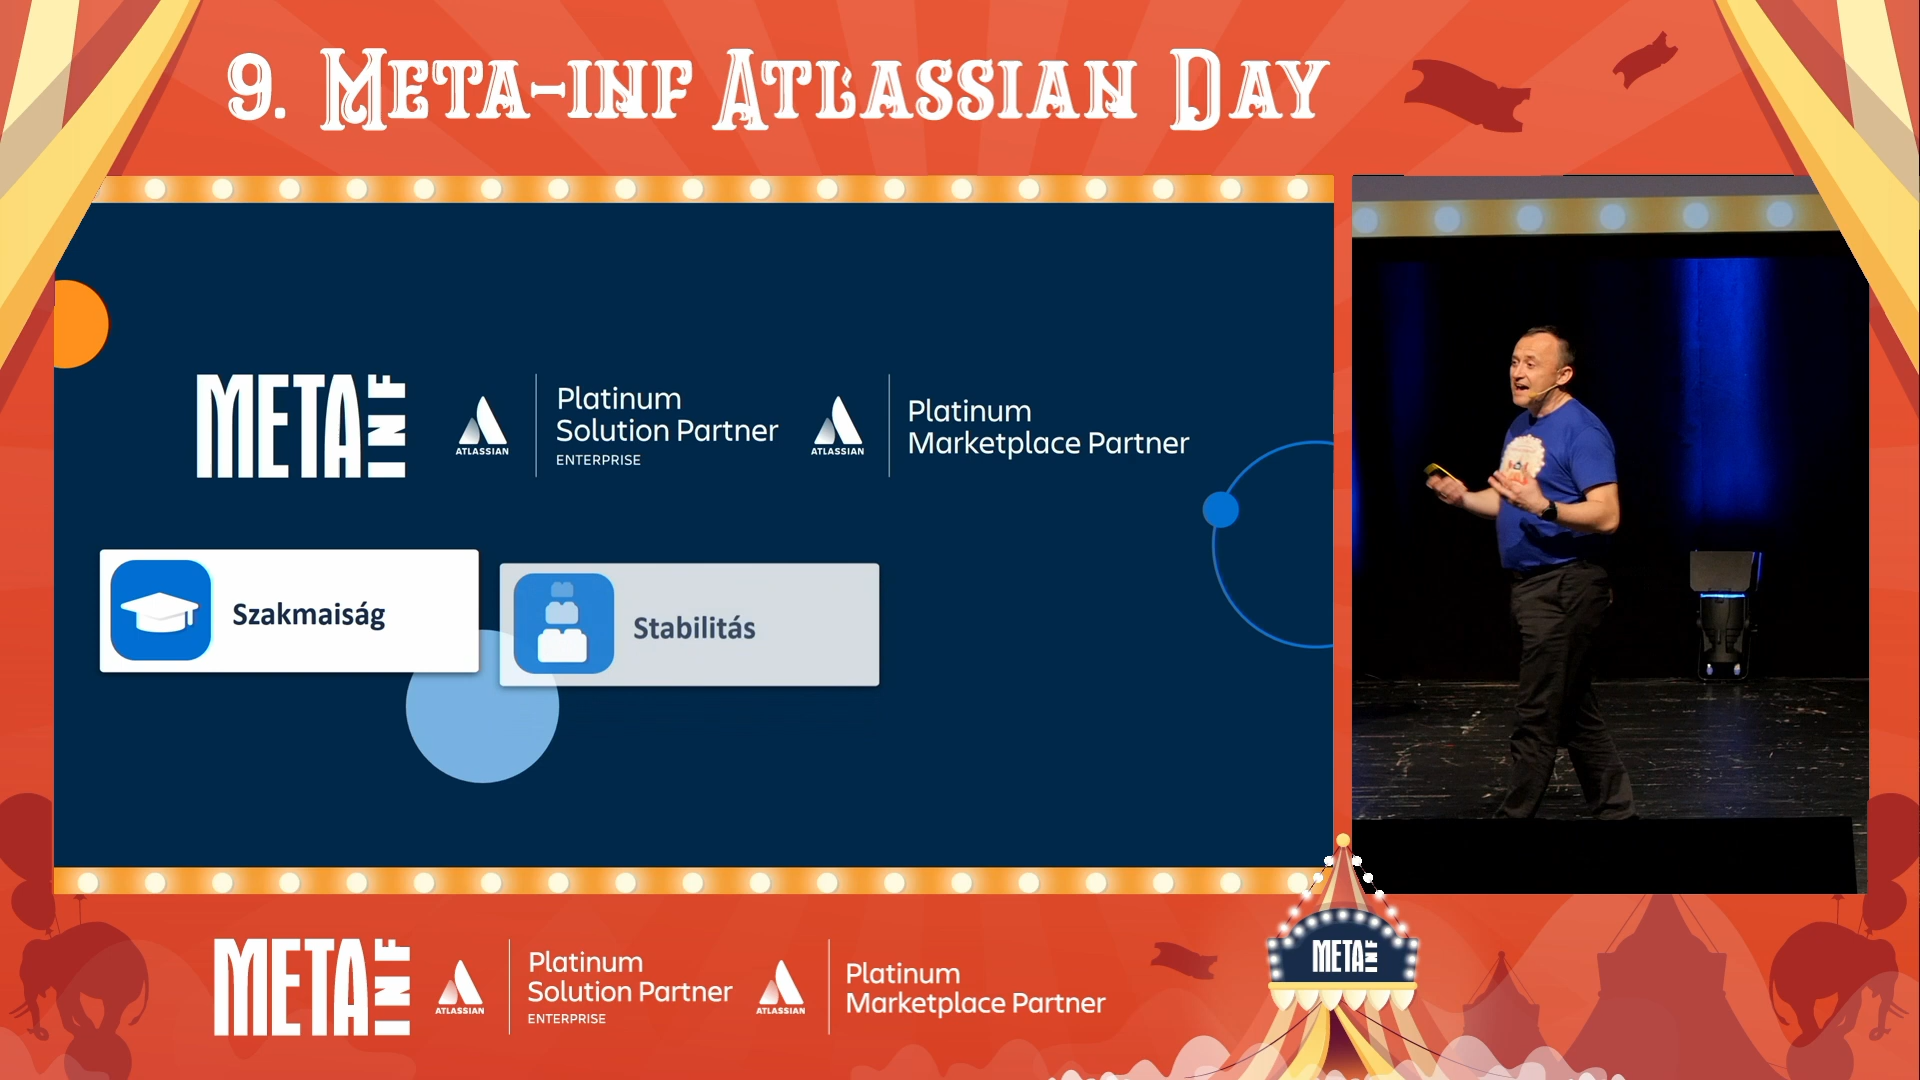 9. Meta-inf Atlassian Day
META
INF
ATLASSIAN
Platinum
Solution Partner
ENTERPRISE
ATLASSIAN
Platinum
Marketplace Partner
Szakmaiság
Stabilitás
META
INF
ATLASSIAN
Platinum
Solution Partner
ENTERPRISE
ATLASSIAN
Platinum
Marketplace Partner
META
INF